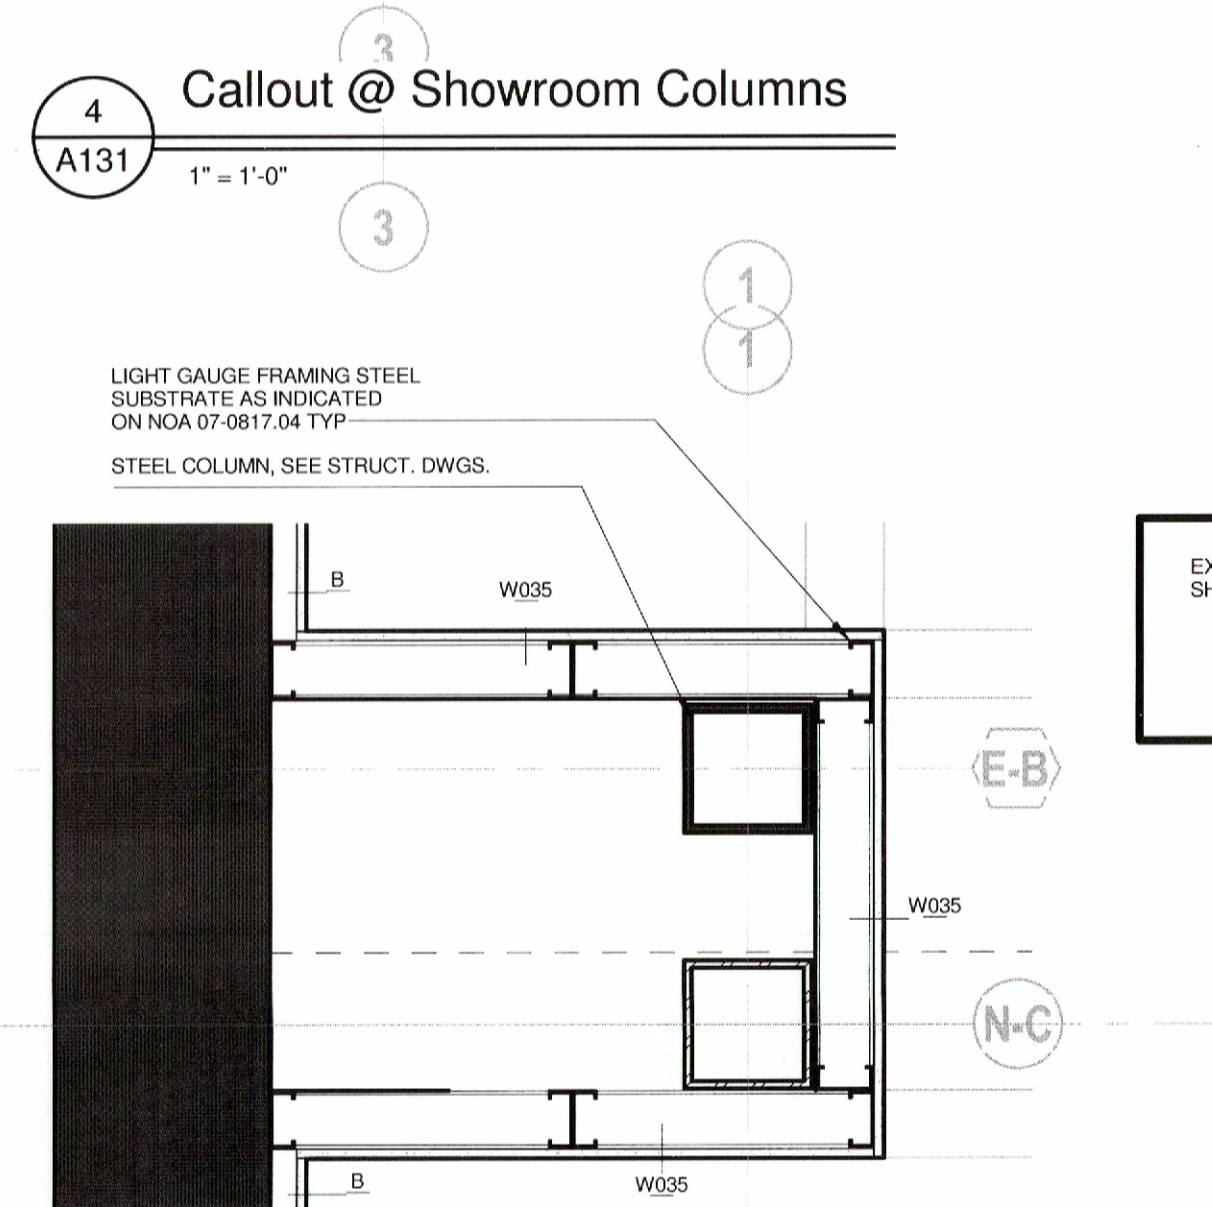 3
4
A131
Callout @ Showroom Columns
1" = 1'-0"
3
1
1
LIGHT GAUGE FRAMING STEEL
SUBSTRATE AS INDICATED
ON NOA 07-0817.04 TYP
STEEL COLUMN, SEE STRUCT. DWGS.
B
W035
E-B
W035
N-C
B
W035